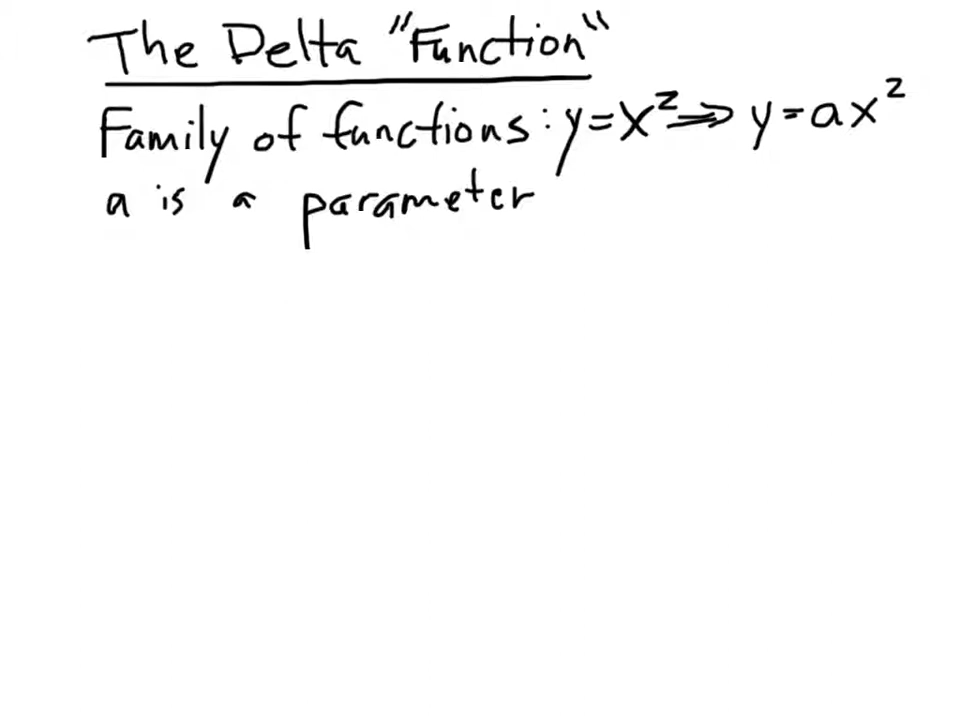 The Delta "Function"
Family of functions: y=x²⇒ y=ax²
a is a parameter